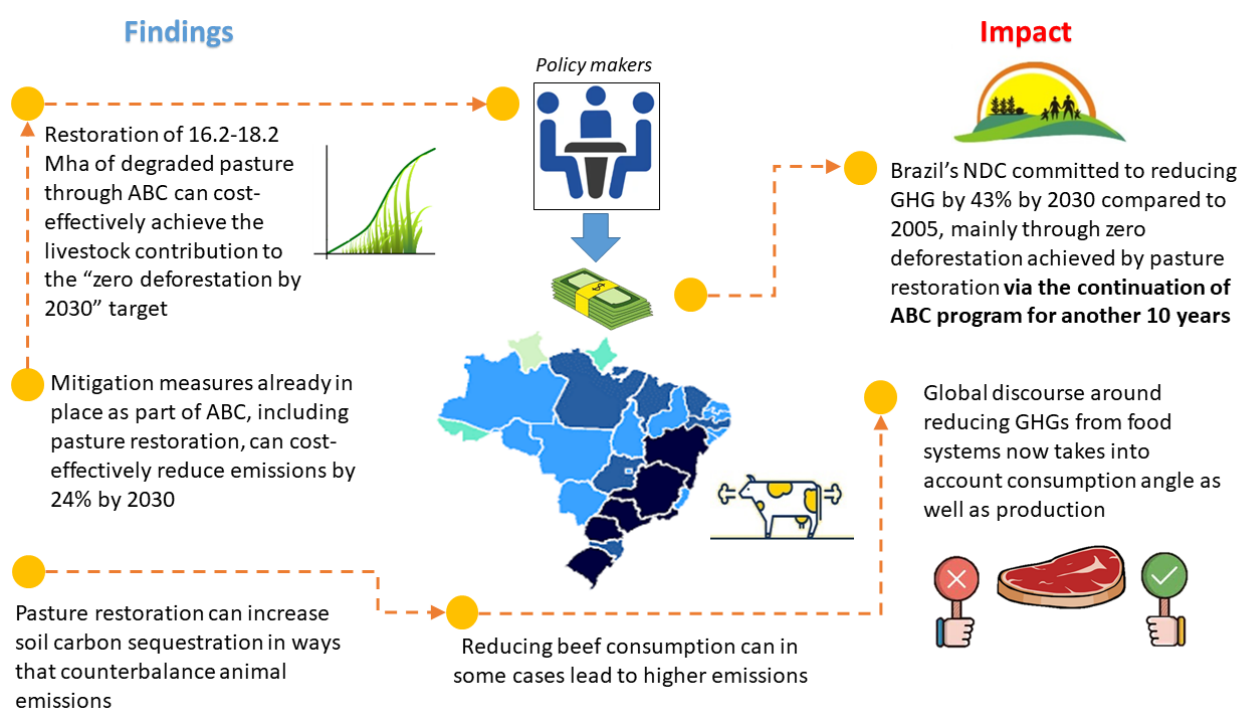 Findings
Impact
Policy makers
Restoration of 16.2-18.2
Mha of degraded pasture
through ABC can cost-
effectively achieve the
livestock contribution to
the “zero deforestation by
2030” target
Mitigation measures already in
place as part of ABC, including
pasture restoration, can cost-
effectively reduce emissions by
24% by 2030
Pasture restoration can increase
soil carbon sequestration in ways
that counterbalance animal
emissions
Reducing beef consumption can in
some cases lead to higher emissions
Brazil’s NDC committed to reducing
GHG by 43% by 2030 compared to
2005, mainly through zero
deforestation achieved by pasture
restoration via the continuation of
ABC program for another 10 years
Global discourse around
reducing GHGs from food
systems now takes into
account consumption angle as
well as production